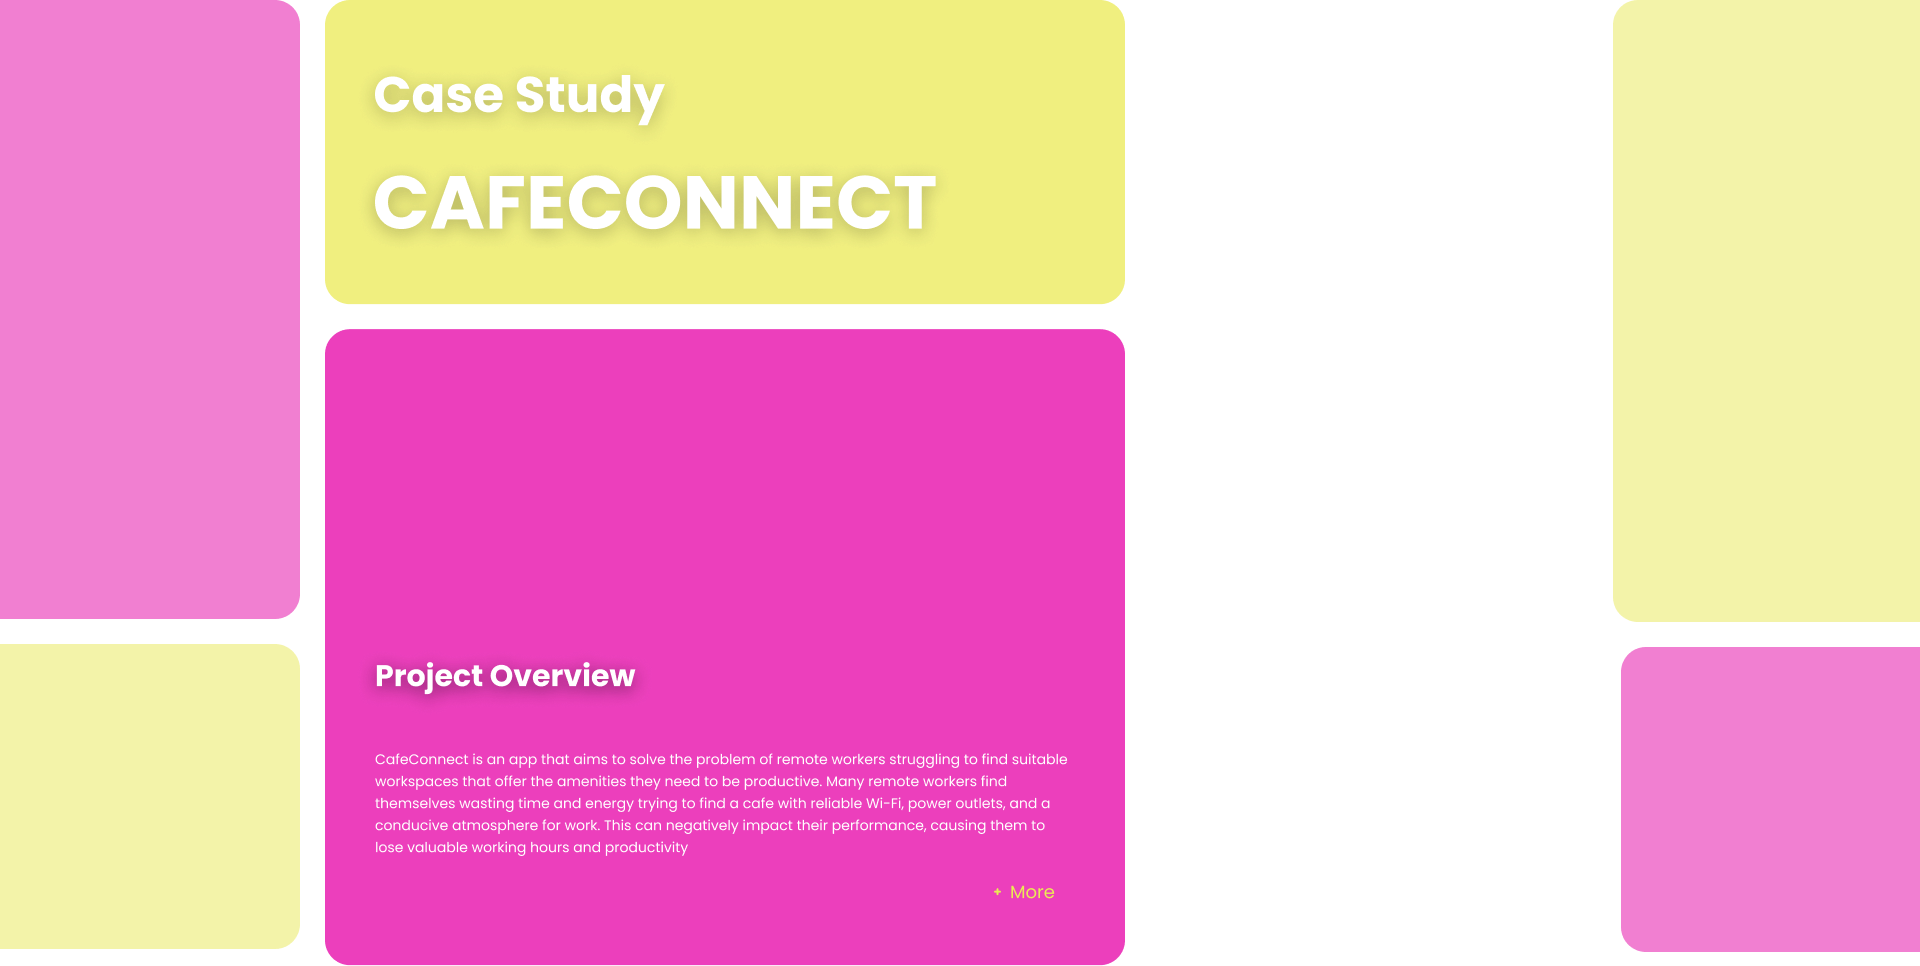 Case Study
CAFECONNECT
Project Overview
CafeConnect is an app that aims to solve the problem of remote workers struggling to find suitable
workspaces that offer the amenities they need to be productive. Many remote workers find
themselves wasting time and energy trying to find a cafe with reliable Wi-Fi, power outlets, and a
conducive atmosphere for work. This can negatively impact their performance, causing them to
lose valuable working hours and productivity
+ More